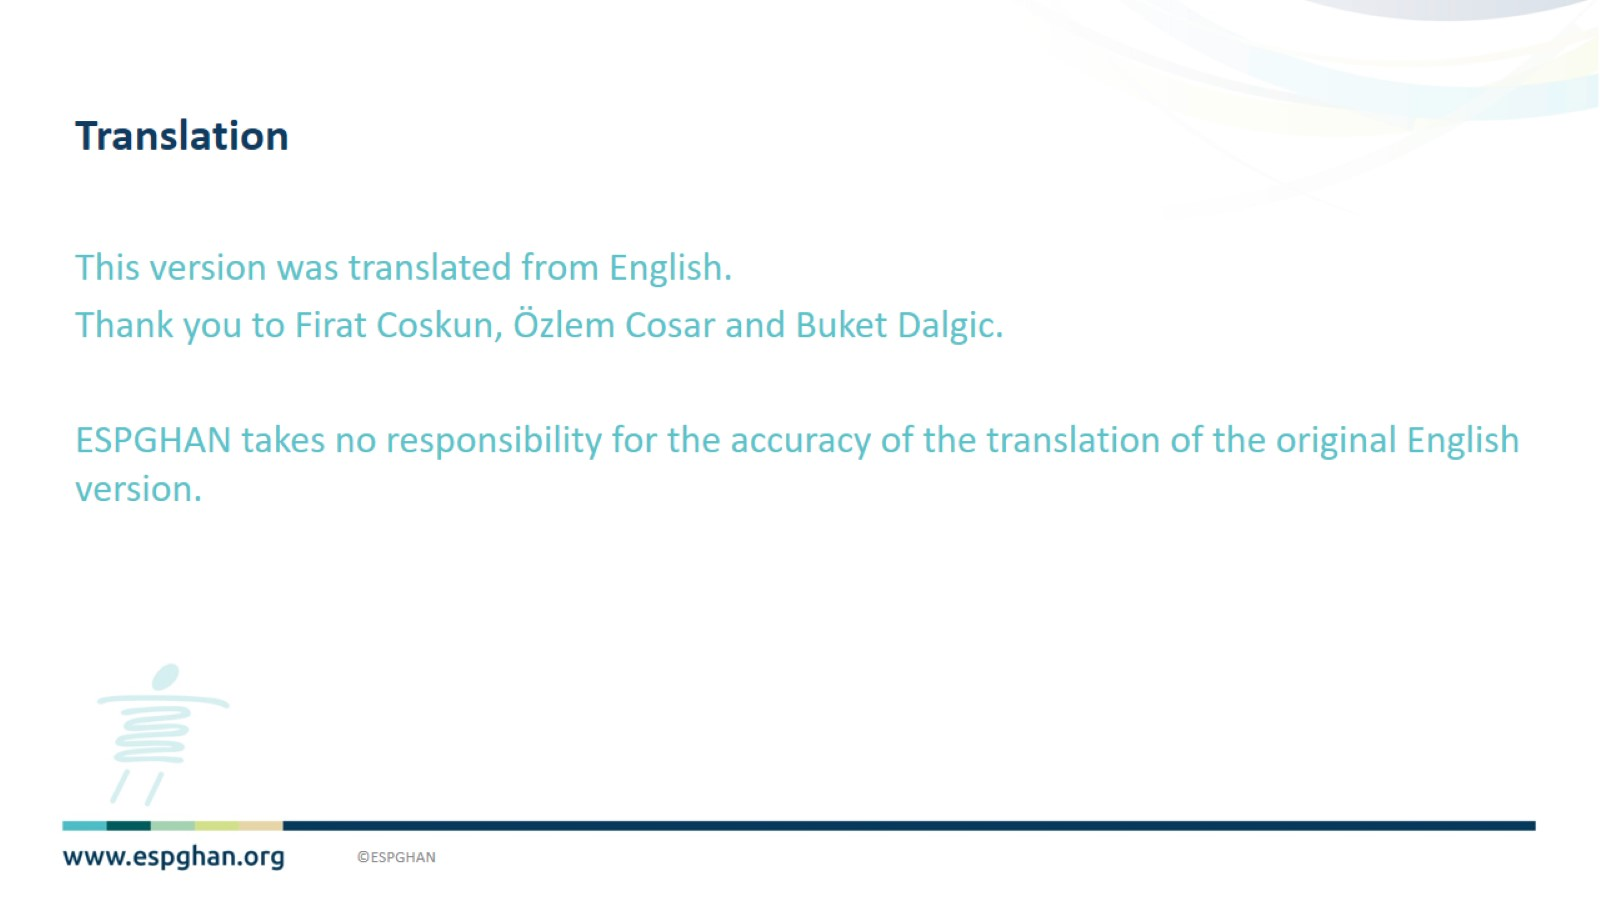 Translation
This version was translated from English.
Thank you to Firat Coskun, Özlem Cosar and Buket Dalgic.
ESPGHAN takes no responsibility for the accuracy of the translation of the original English
version.
www.espghan.org
©ESPGHAN